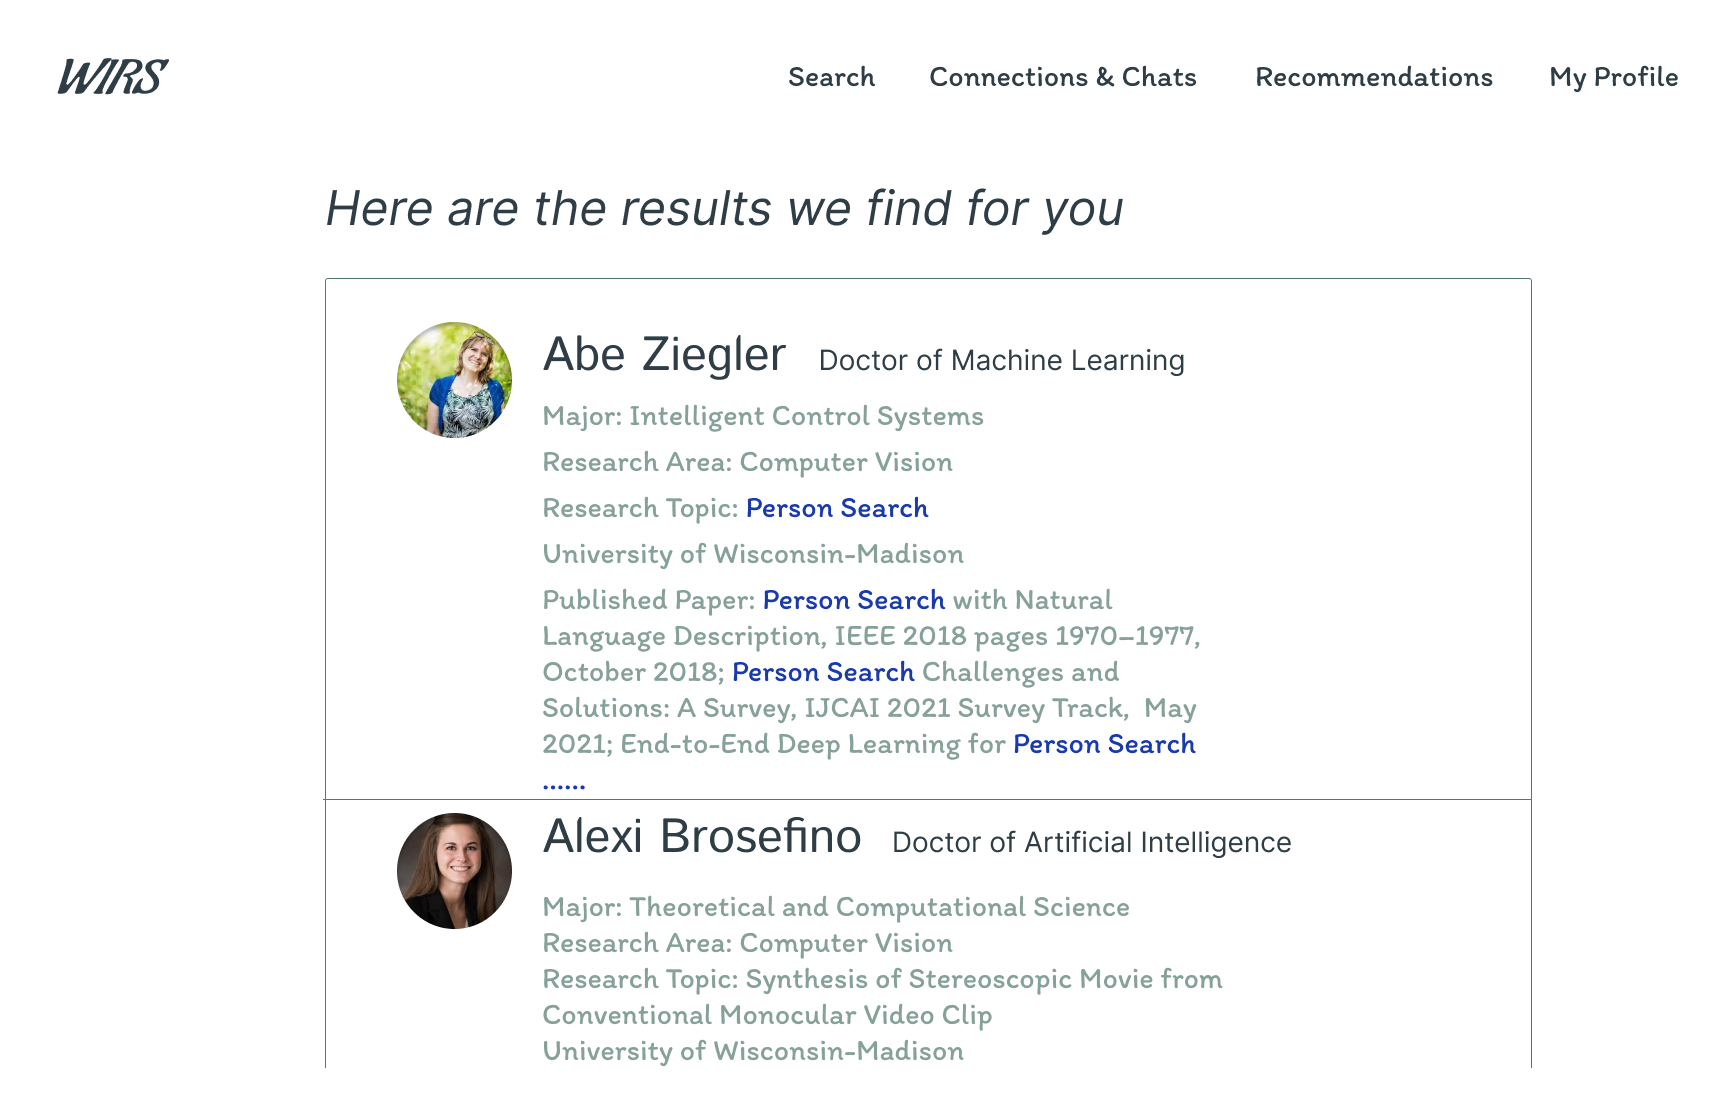 WIRS
Search Connections & Chats Recommendations My Profile
Here are the results we find for you
Abe Ziegler Doctor of Machine Learning
Major: Intelligent Control Systems
Research Area: Computer Vision
Research Topic: Person Search
University of Wisconsin-Madison
Published Paper: Person Search with Natural
Language Description, IEEE 2018 pages 1970–1977,
October 2018; Person Search Challenges and
Solutions: A Survey, IJCAI 2021 Survey Track,  May
2021; End-to-End Deep Learning for Person Search
......
Alexi Brosefino Doctor of Artificial Intelligence
Major: Theoretical and Computational Science
Research Area: Computer Vision
Research Topic: Synthesis of Stereoscopic Movie from
Conventional Monocular Video Clip
University of Wisconsin-Madison